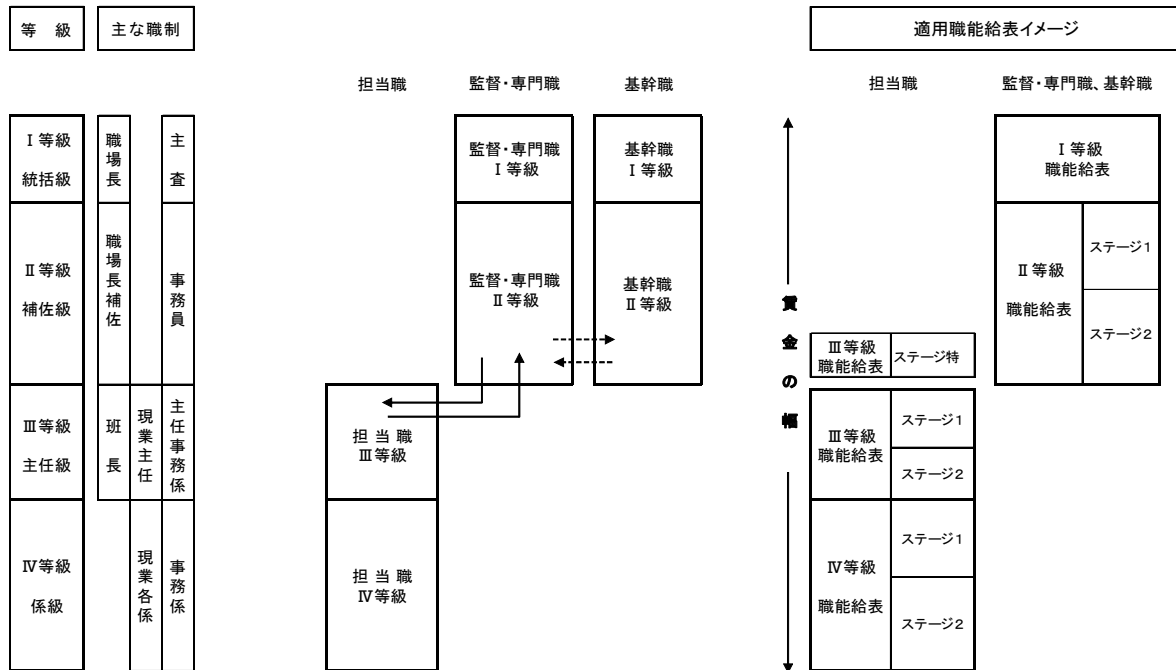 等 級
主な職制
適用職能給表イメージ
担当職
監督・専門職
基幹職
担当職
監督・専門職、基幹職
Ⅰ等級
統括級
職場長
主査
監督・専門職
Ⅰ等級
基幹職
Ⅰ等級
Ⅰ等級
職能給表
Ⅱ等級
補佐級
職場長補佐
事務員
監督・専門職
Ⅱ等級
基幹職
Ⅱ等級
賃金の幅
Ⅱ等級
職能給表
ステージ1
ステージ2
Ⅲ等級
職能給表
ステージ特
Ⅲ等級
主任級
班長
現業主任
主任事務係
担当職
Ⅲ等級
Ⅲ等級
職能給表
ステージ1
ステージ2
Ⅳ等級
係級
現業各係
事務係
担当職
Ⅳ等級
Ⅳ等級
職能給表
ステージ1
ステージ2